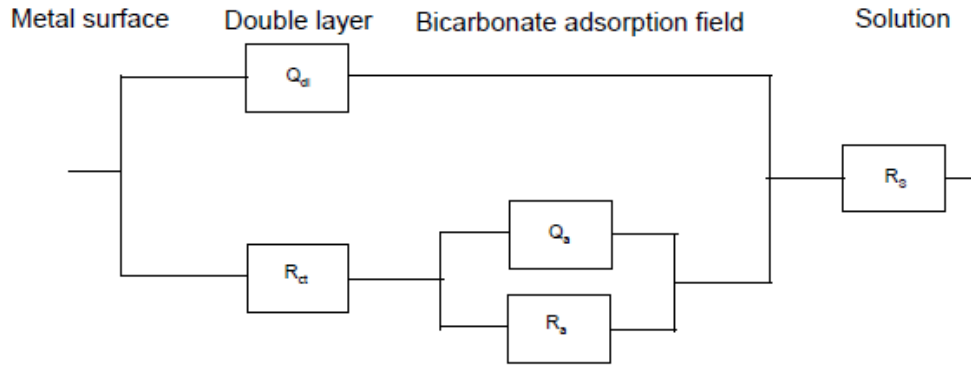 Metal surface Double layer Bicarbonate adsorption field Solution
Qdl
Rs
Qa
Rct
Ra